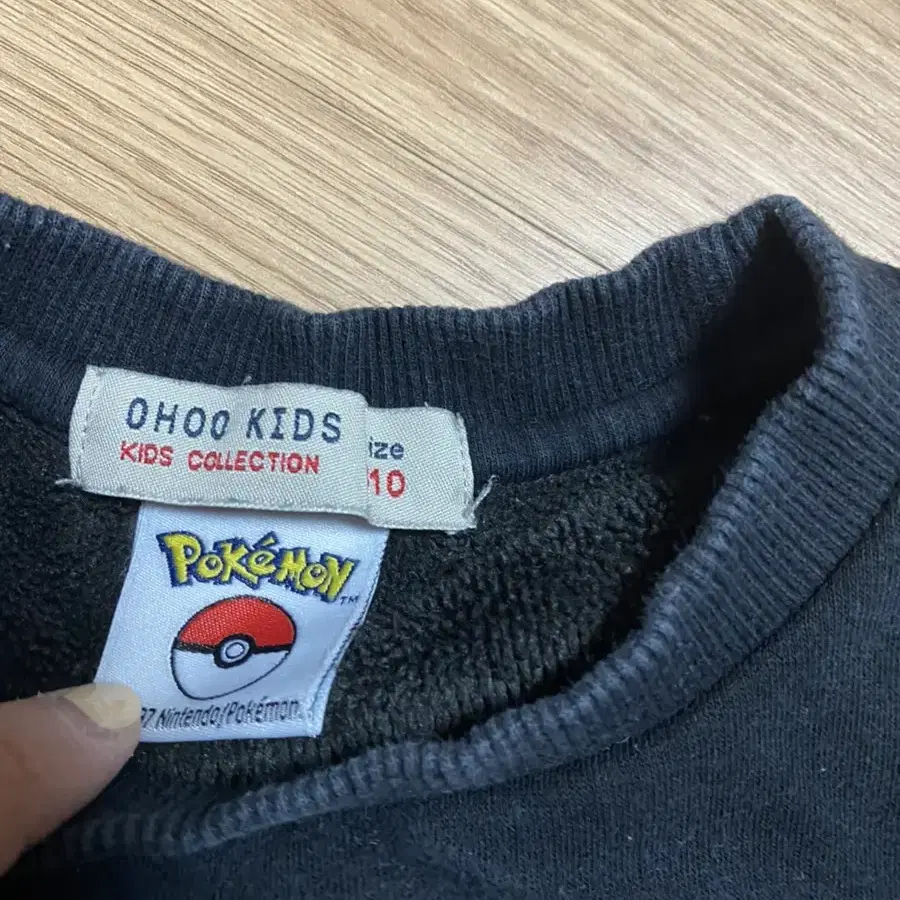 OHOO KIDS
KIDS COLLECTION
ize
10
POKéMON
TM
97 Nintendo/Pokémon